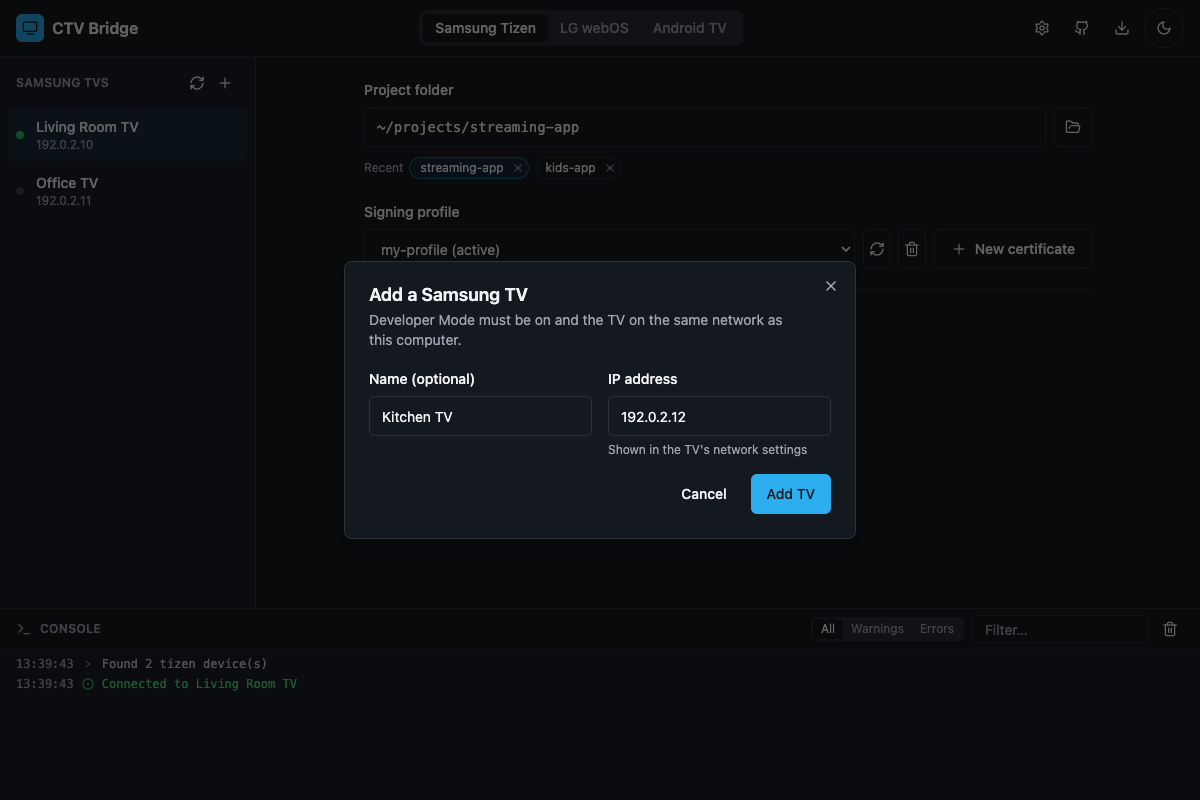 CTV Bridge
Samsung Tizen
LG webOS
Android TV
SAMSUNG TVS
Living Room TV
192.0.2.10
Office TV
192.0.2.11
Project folder
~/projects/streaming-app
Recent
streaming-app
kids-app
Signing profile
my-profile (active)
New certificate
Add a Samsung TV
Developer Mode must be on and the TV on the same network as
this computer.
Name (optional)
IP address
Kitchen TV
192.0.2.12
Shown in the TV's network settings
Cancel
Add TV
CONSOLE
All
Warnings
Errors
Filter...
13:39:43 › Found 2 tizen device(s)
13:39:43 Connected to Living Room TV